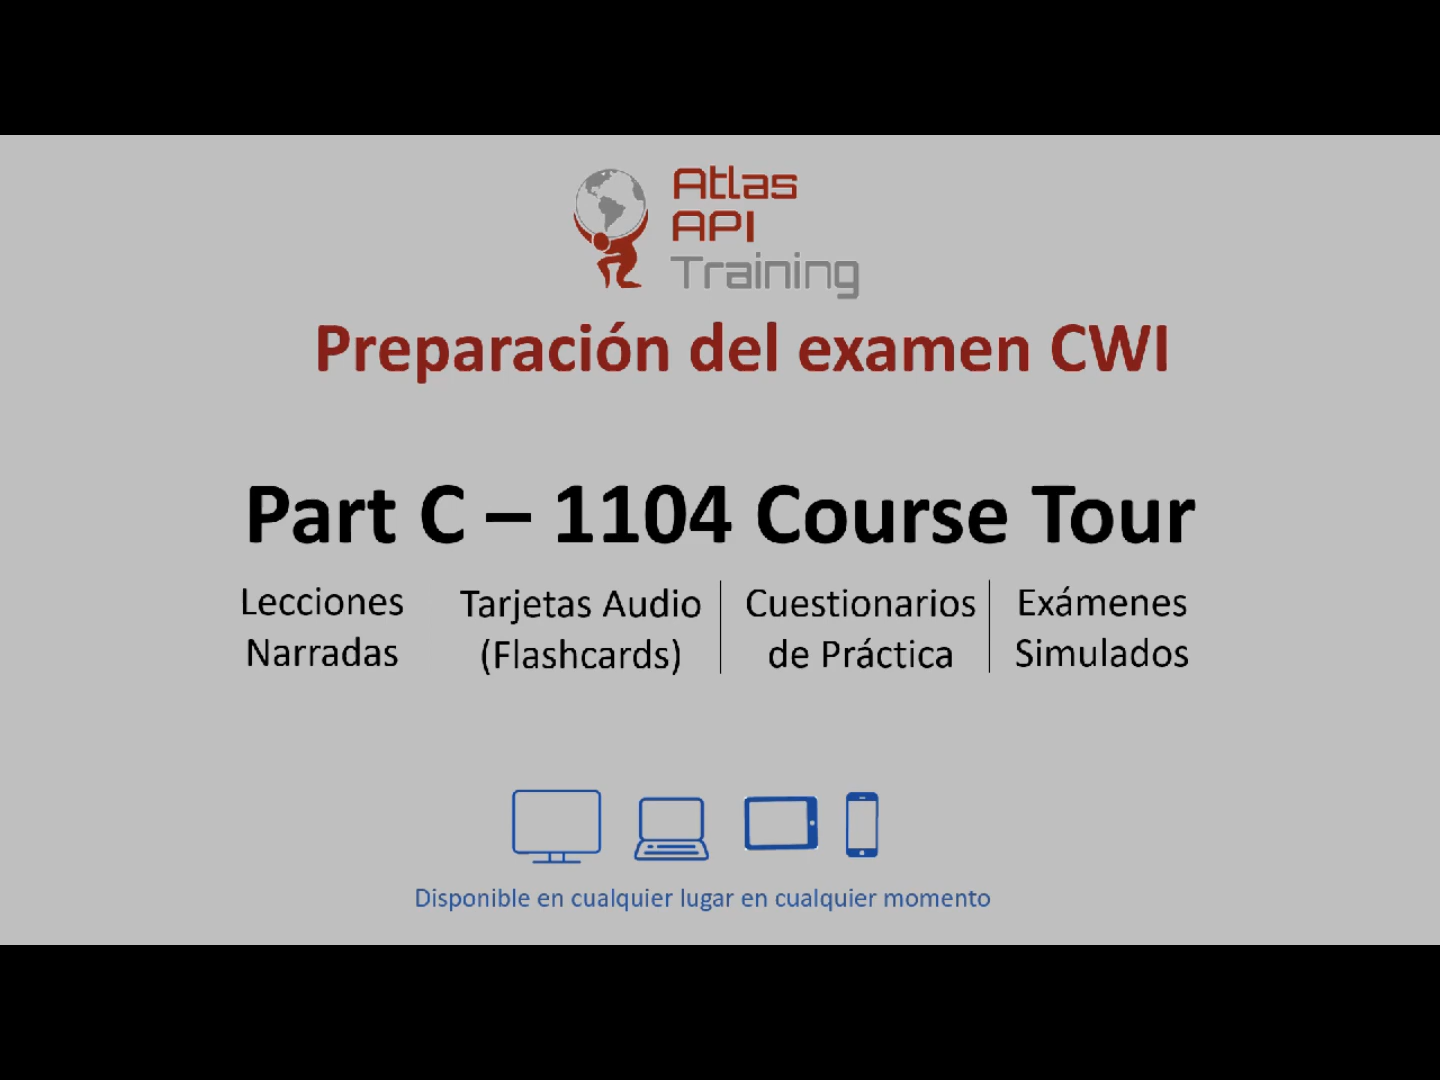 Atlas
API
Training
Preparación del examen CWI
Part C – 1104 Course Tour
Lecciones
Narradas
Tarjetas Audio
(Flashcards)
Cuestionarios
de Práctica
Exámenes
Simulados
Disponible en cualquier lugar en cualquier momento